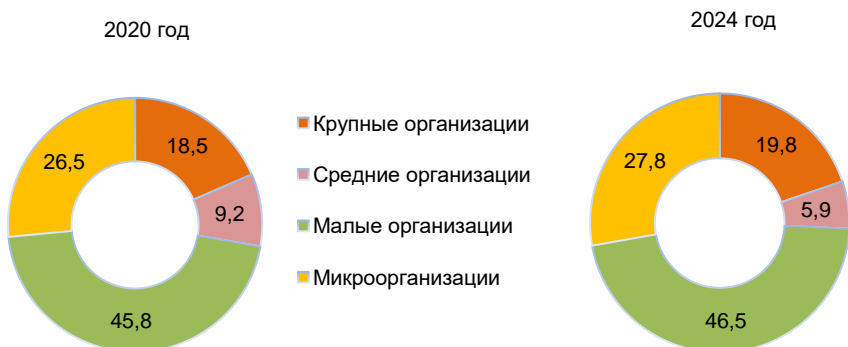 2020 год
2024 год
26,5
18,5
9,2
45,8
Крупные организации
Средние организации
Малые организации
Микроорганизации
27,8
19,8
5,9
46,5